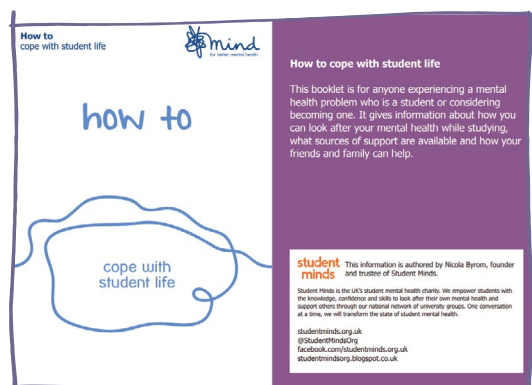 How to
cope with student life
mind
for better mental health
how to
cope with
student life
How to cope with student life
This booklet is for anyone experiencing a mental
health problem who is a student or considering
becoming one. It gives information about how you
can look after your mental health while studying,
what sources of support are available and how your
friends and family can help.
student
minds
This information is authored by Nicola Byrom, founder
and trustee of Student Minds.
Student Minds is the UK's student mental health charity. We empower students with
the knowledge, confidence and skills to look after their own mental health and
support others through our national network of university groups. One conversation
at a time, we will transform the state of student mental health.
studentminds.org.uk
@StudentMindsOrg
facebook.com/studentminds.org.uk
studentmindsorg.blogspot.co.uk